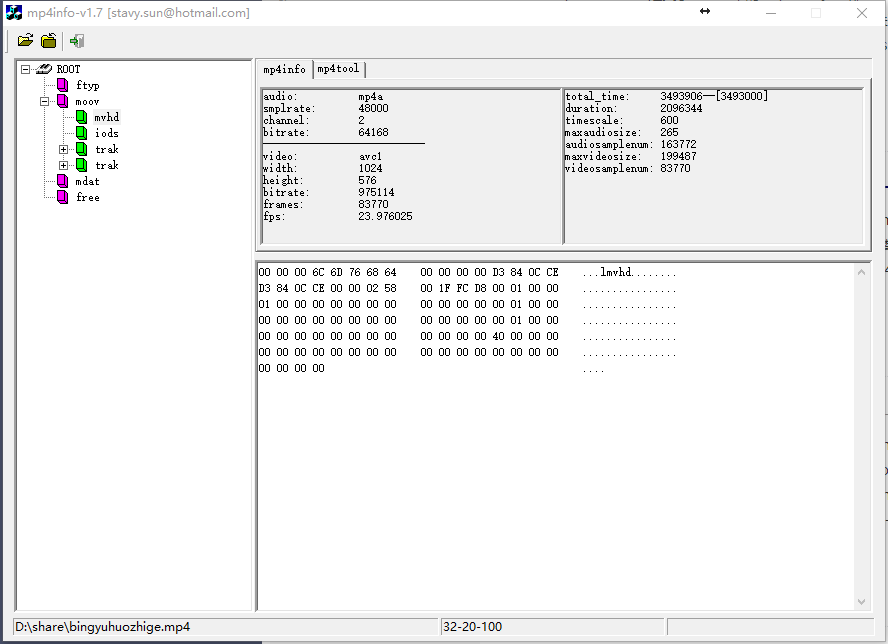 mp4info-v1.7 [stavy.sun@hotmail.com]
ROOT
ftyp
moov
mvhd
iods
trak
trak
mdat
free
mp4info
mp4tool
audio: mp4a
smplrate: 48000
channel: 2
bitrate: 64168
video: avc1
width: 1024
height: 576
bitrate: 975114
frames: 83770
fps: 23.976025
total_time: 3493906--[3493000]
duration: 2096344
timescale: 600
maxaudiosize: 265
audiosamplenum: 163772
maxvideosize: 199487
videosamplenum: 83770
00 00 00 6C 6D 76 68 64 00 00 00 00 D3 84 0C CE ...lmvhd........
D3 84 0C CE 00 00 02 58 00 1F FC D8 00 01 00 00 ................
01 00 00 00 00 00 00 00 00 00 00 00 00 01 00 00 ................
00 00 00 00 00 00 00 00 00 00 00 00 00 01 00 00 ................
00 00 00 00 00 00 00 00 00 00 00 00 40 00 00 00 ................
00 00 00 00 00 00 00 00 00 00 00 00 00 00 00 00 ................
00 00 00 00 ....
D:\share\bingyuhuozhige.mp4
32-20-100